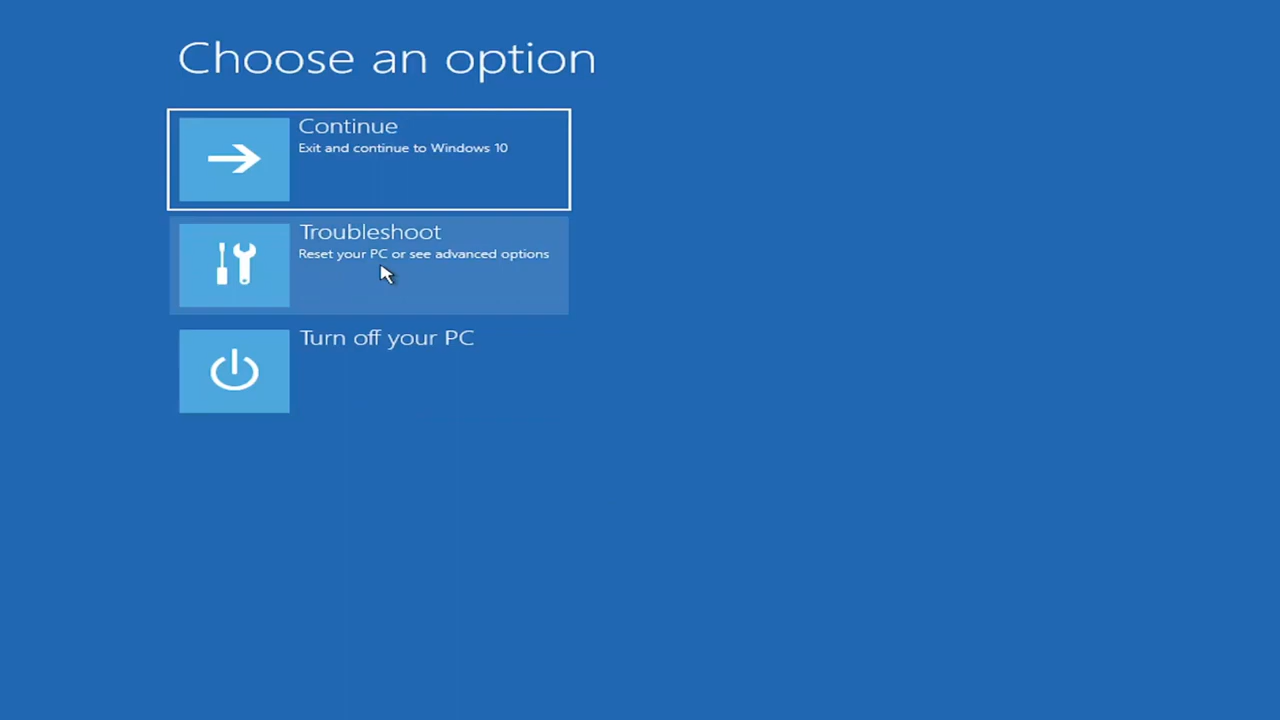 Choose an option
Continue
Exit and continue to Windows 10
Troubleshoot
Reset your PC or see advanced options
Turn off your PC